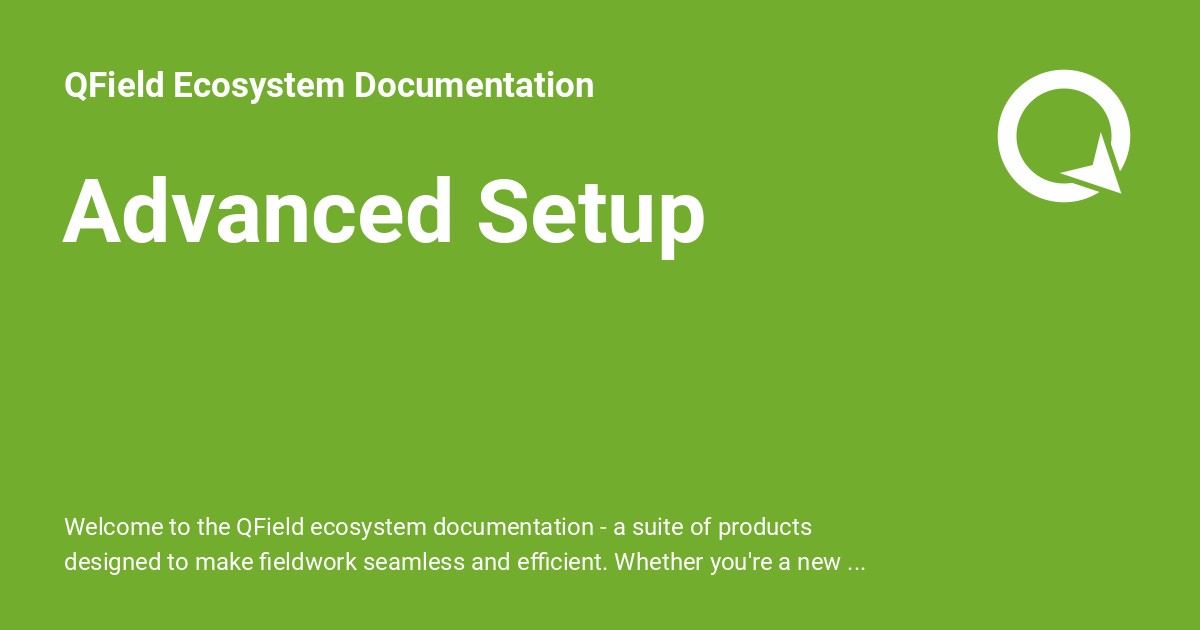 QField Ecosystem Documentation
Advanced Setup
Welcome to the QField ecosystem documentation - a suite of products
designed to make fieldwork seamless and efficient. Whether you're a new ...